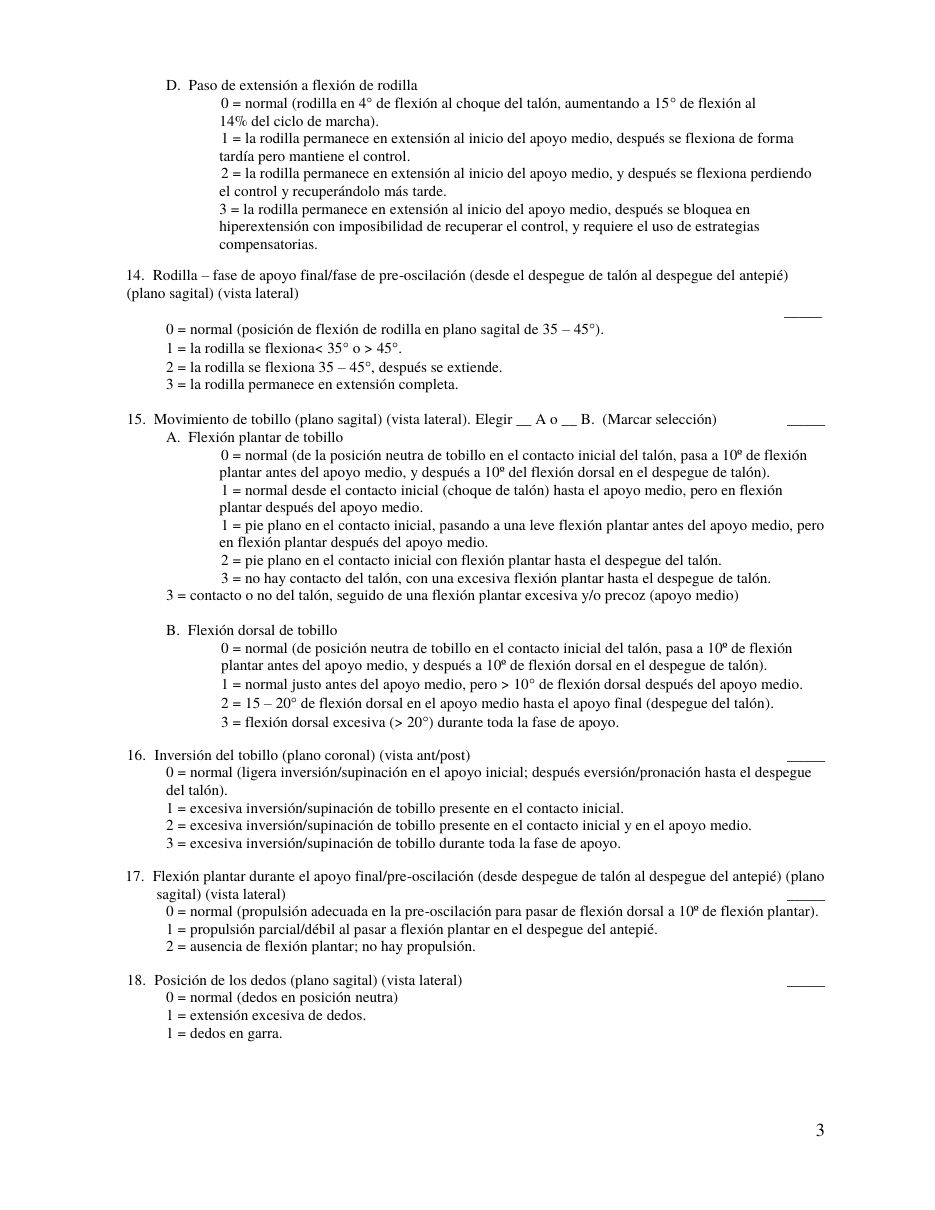 D. Paso de extensión a flexión de rodilla
0 = normal (rodilla en 4° de flexión al choque del talón, aumentando a 15° de flexión al
14% del ciclo de marcha).
1 = la rodilla permanece en extensión al inicio del apoyo medio, después se flexiona de forma
tardía pero mantiene el control.
2 = la rodilla permanece en extensión al inicio del apoyo medio, y después se flexiona perdiendo
el control y recuperándolo más tarde.
3 = la rodilla permanece en extensión al inicio del apoyo medio, después se bloquea en
hiperextensión con imposibilidad de recuperar el control, y requiere el uso de estrategias
compensatorias.
14. Rodilla – fase de apoyo final/fase de pre-oscilación (desde el despegue de talón al despegue del antepié)
(plano sagital) (vista lateral)
_____
0 = normal (posición de flexión de rodilla en plano sagital de 35 – 45°).
1 = la rodilla se flexiona< 35° o > 45°.
2 = la rodilla se flexiona 35 – 45°, después se extiende.
3 = la rodilla permanece en extensión completa.
15. Movimiento de tobillo (plano sagital) (vista lateral). Elegir __ A o __ B. (Marcar selección) _____
A. Flexión plantar de tobillo
0 = normal (de la posición neutra de tobillo en el contacto inicial del talón, pasa a 10º de flexión
plantar antes del apoyo medio, y después a 10º del flexión dorsal en el despegue de talón).
1 = normal desde el contacto inicial (choque de talón) hasta el apoyo medio, pero en flexión
plantar después del apoyo medio.
1 = pie plano en el contacto inicial, pasando a una leve flexión plantar antes del apoyo medio, pero
en flexión plantar después del apoyo medio.
2 = pie plano en el contacto inicial con flexión plantar hasta el despegue del talón.
3 = no hay contacto del talón, con una excesiva flexión plantar hasta el despegue de talón.
3 = contacto o no del talón, seguido de una flexión plantar excesiva y/o precoz (apoyo medio)
B. Flexión dorsal de tobillo
0 = normal (de posición neutra de tobillo en el contacto inicial del talón, pasa a 10º de flexión
plantar antes del apoyo medio, y después a 10º de flexión dorsal en el despegue de talón).
1 = normal justo antes del apoyo medio, pero > 10° de flexión dorsal después del apoyo medio.
2 = 15 – 20° de flexión dorsal en el apoyo medio hasta el apoyo final (despegue del talón).
3 = flexión dorsal excesiva (> 20°) durante toda la fase de apoyo.
16. Inversión del tobillo (plano coronal) (vista ant/post) _____
0 = normal (ligera inversión/supinación en el apoyo inicial; después eversión/pronación hasta el despegue
del talón).
1 = excesiva inversión/supinación de tobillo presente en el contacto inicial.
2 = excesiva inversión/supinación de tobillo presente en el contacto inicial y en el apoyo medio.
3 = excesiva inversión/supinación de tobillo durante toda la fase de apoyo.
17. Flexión plantar durante el apoyo final/pre-oscilación (desde despegue de talón al despegue del antepié) (plano
sagital) (vista lateral) _____
0 = normal (propulsión adecuada en la pre-oscilación para pasar de flexión dorsal a 10º de flexión plantar).
1 = propulsión parcial/débil al pasar a flexión plantar en el despegue del antepié.
2 = ausencia de flexión plantar; no hay propulsión.
18. Posición de los dedos (plano sagital) (vista lateral) _____
0 = normal (dedos en posición neutra)
1 = extensión excesiva de dedos.
1 = dedos en garra.
3